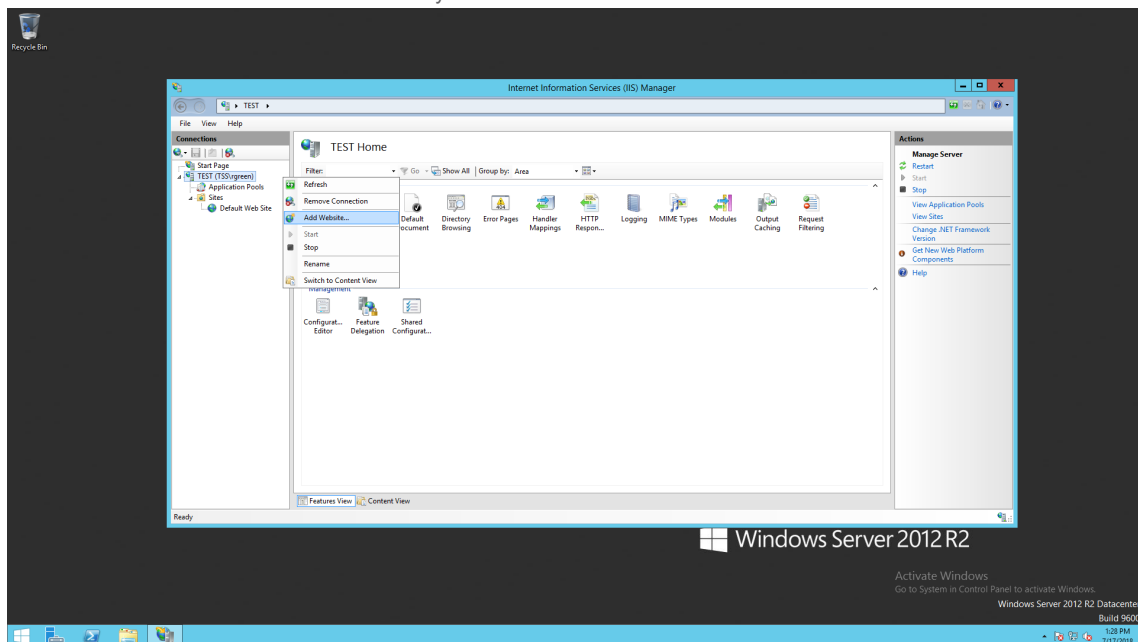 Recycle Bin
Internet Information Services (IIS) Manager
TEST
File View Help
Connections
Start Page
TEST (TSS\rgreen)
Application Pools
Sites
Default Web Site
Refresh
Remove Connection
Add Website...
Start
Stop
Rename
Switch to Content View
TEST Home
Filter: Go Show All Group by: Area
Default
Document
Directory
Browsing
Error Pages
Handler
Mappings
HTTP
Respon...
Logging
MIME Types
Modules
Output
Caching
Request
Filtering
Management
Configurat...
Editor
Feature
Delegation
Shared
Configurat...
Features View Content View
Actions
Manage Server
Restart
Start
Stop
View Application Pools
View Sites
Change .NET Framework
Version
Get New Web Platform
Components
Help
Ready
Windows Server 2012 R2
Activate Windows
Go to System in Control Panel to activate Windows.
Windows Server 2012 R2 Datacenter
Build 9600
1:28 PM
7/17/2018